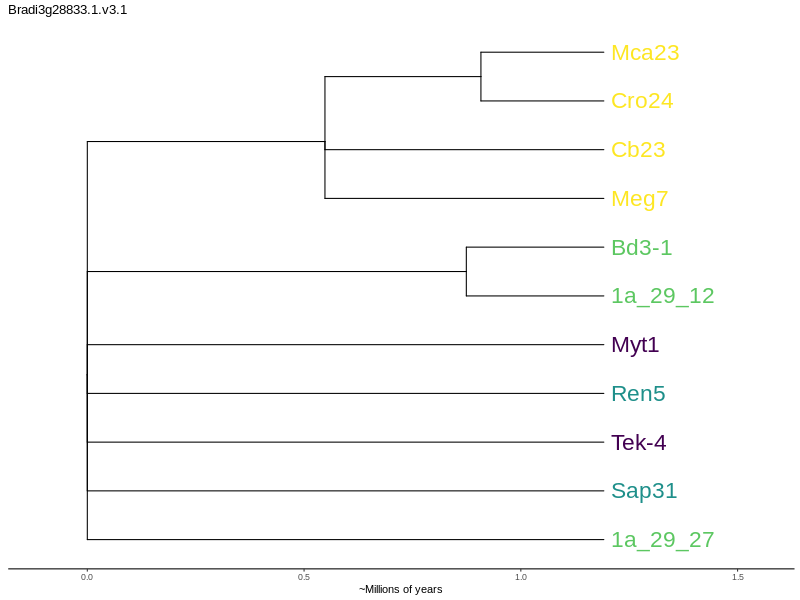 Bradi3g28833.1.v3.1
Mca23
Cro24
Cb23
Meg7
Bd3-1
1a_29_12
Myt1
Ren5
Tek-4
Sap31
1a_29_27
0.0 0.5 1.0 1.5
~Millions of years